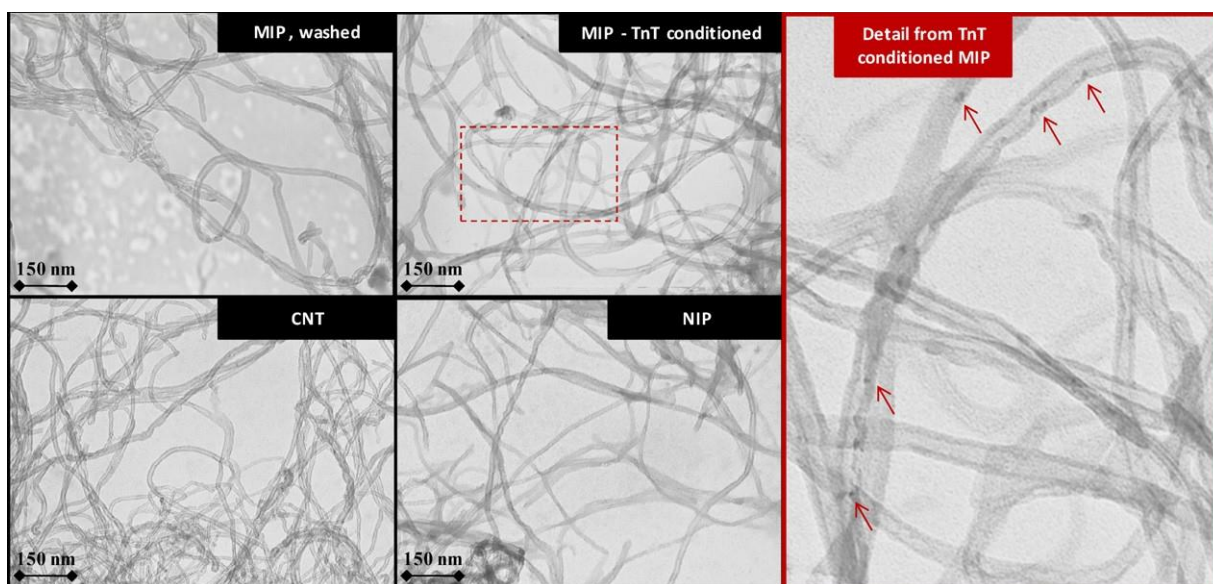 MIP, washed
150 nm
MIP - TnT conditioned
150 nm
Detail from TnT
conditioned MIP
CNT
150 nm
NIP
150 nm